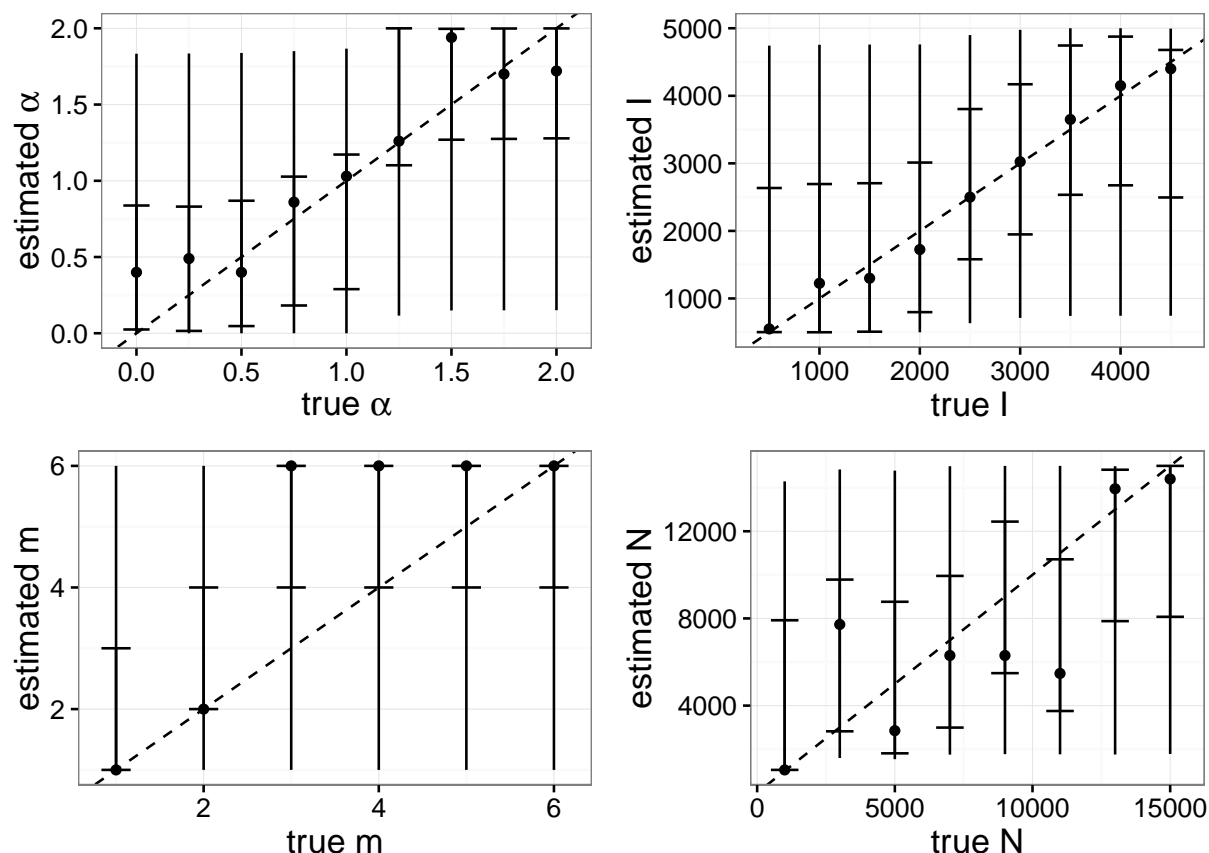 estimated α
2.0
1.5
1.0
0.5
0.0
0.0 0.5 1.0 1.5 2.0
true α
estimated I
5000
4000
3000
2000
1000
1000 2000 3000 4000
true I
estimated m
6
4
2
2 4 6
true m
estimated N
12000
8000
4000
0 5000 10000 15000
true N